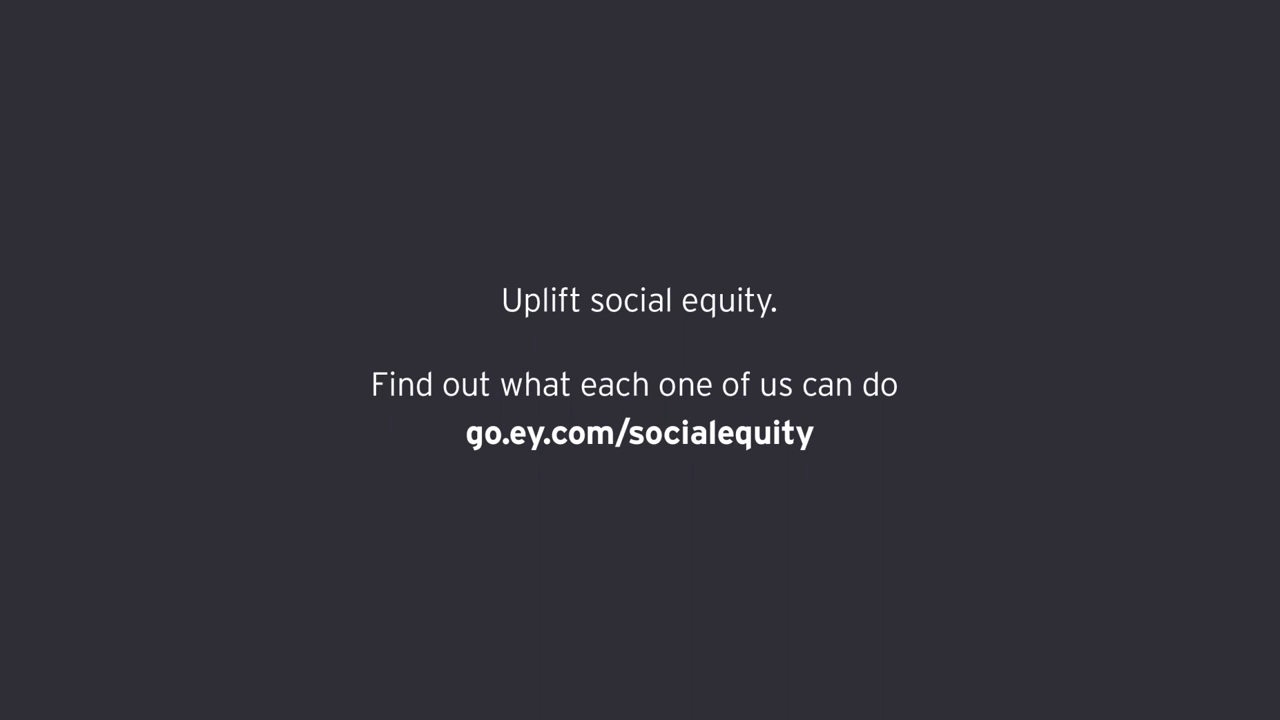 Uplift social equity.
Find out what each one of us can do
go.ey.com/socialequity